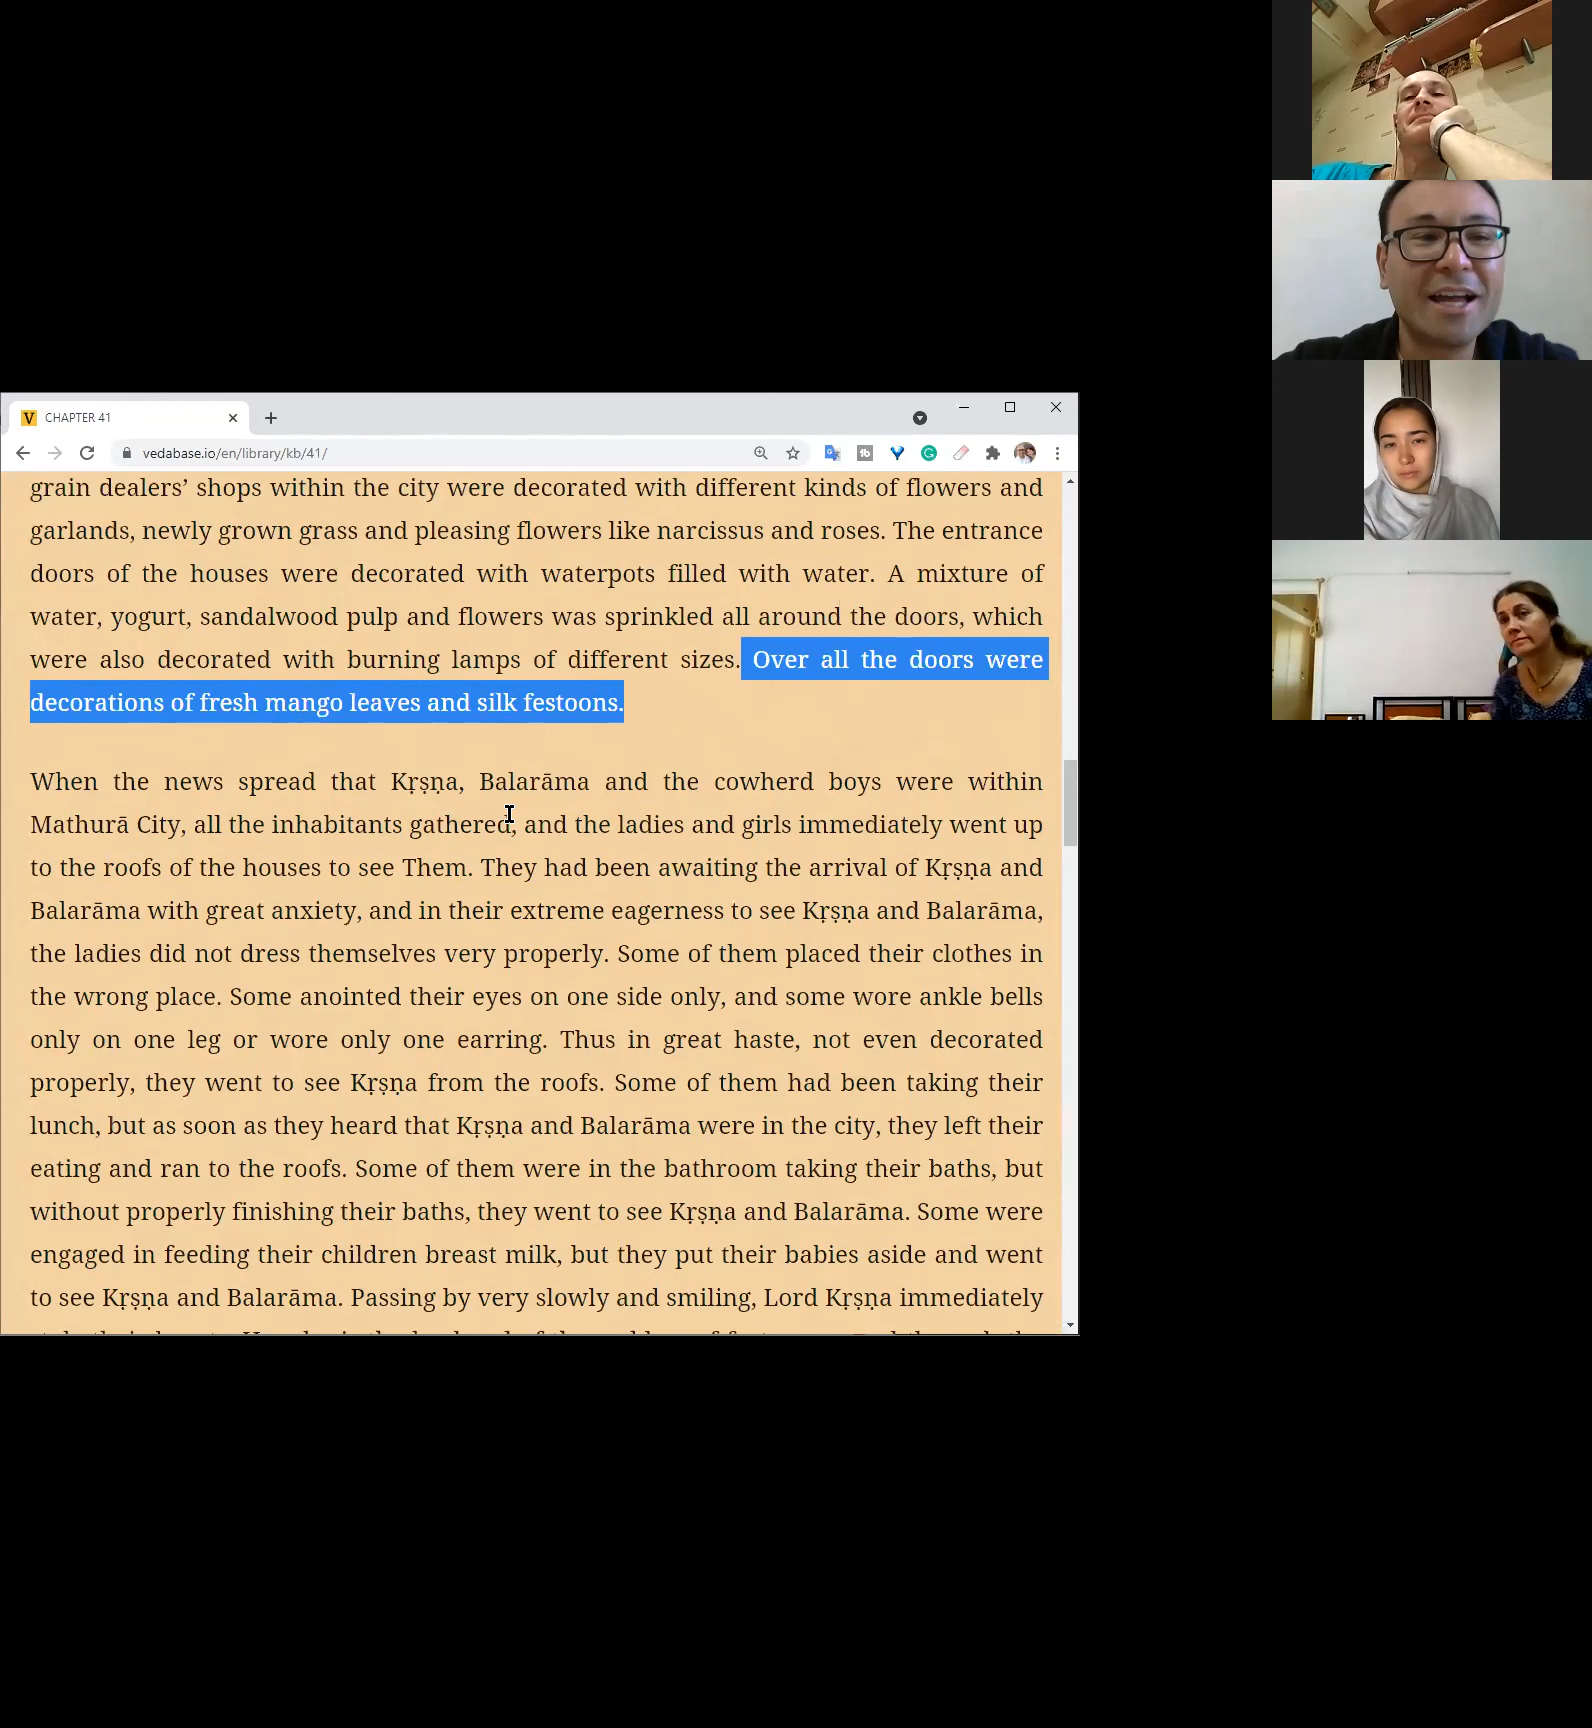 CHAPTER 41
vedabase.io/en/library/kb/41/
grain dealers’ shops within the city were decorated with different kinds of flowers and
garlands, newly grown grass and pleasing flowers like narcissus and roses. The entrance
doors of the houses were decorated with waterpots filled with water. A mixture of
water, yogurt, sandalwood pulp and flowers was sprinkled all around the doors, which
were also decorated with burning lamps of different sizes. Over all the doors were
decorations of fresh mango leaves and silk festoons.
When the news spread that Kṛṣṇa, Balarāma and the cowherd boys were within
Mathurā City, all the inhabitants gathered, and the ladies and girls immediately went up
to the roofs of the houses to see Them. They had been awaiting the arrival of Kṛṣṇa and
Balarāma with great anxiety, and in their extreme eagerness to see Kṛṣṇa and Balarāma,
the ladies did not dress themselves very properly. Some of them placed their clothes in
the wrong place. Some anointed their eyes on one side only, and some wore ankle bells
only on one leg or wore only one earring. Thus in great haste, not even decorated
properly, they went to see Kṛṣṇa from the roofs. Some of them had been taking their
lunch, but as soon as they heard that Kṛṣṇa and Balarāma were in the city, they left their
eating and ran to the roofs. Some of them were in the bathroom taking their baths, but
without properly finishing their baths, they went to see Kṛṣṇa and Balarāma. Some were
engaged in feeding their children breast milk, but they put their babies aside and went
to see Kṛṣṇa and Balarāma. Passing by very slowly and smiling, Lord Kṛṣṇa immediately